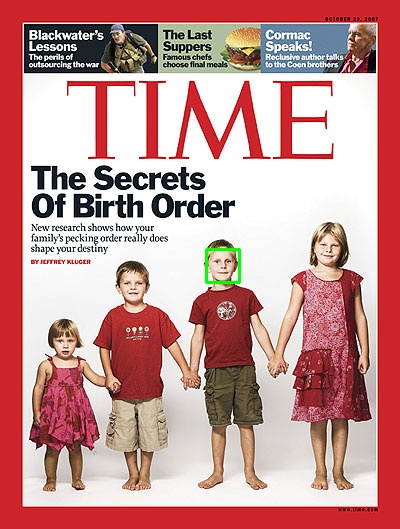 OCTOBER 29, 2007
Blackwater's
Lessons
The perils of
outsourcing the war
The Last
Suppers
Famous chefs
choose final meals
Cormac
Speaks!
Reclusive author talks
to the Coen brothers
TIME
The Secrets
Of Birth Order
New research shows how your
family's pecking order really does
shape your destiny
BY JEFFREY KLUGER
www.time.com